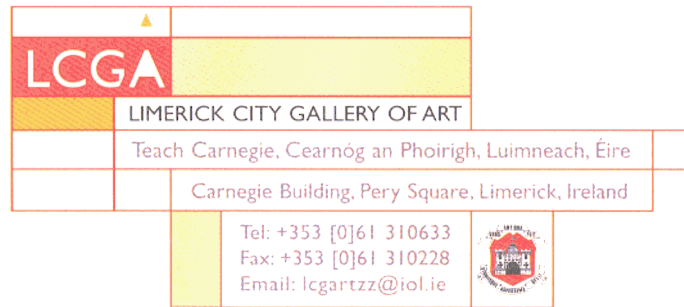 LCGA
LIMERICK CITY GALLERY OF ART
Teach Carnegie, Cearnóg an Phoirigh, Luimneach, Éire
Carnegie Building, Pery Square, Limerick, Ireland
Tel: +353 [0]61 310633
Fax: +353 [0]61 310228
Email: lcgartzz@iol.ie